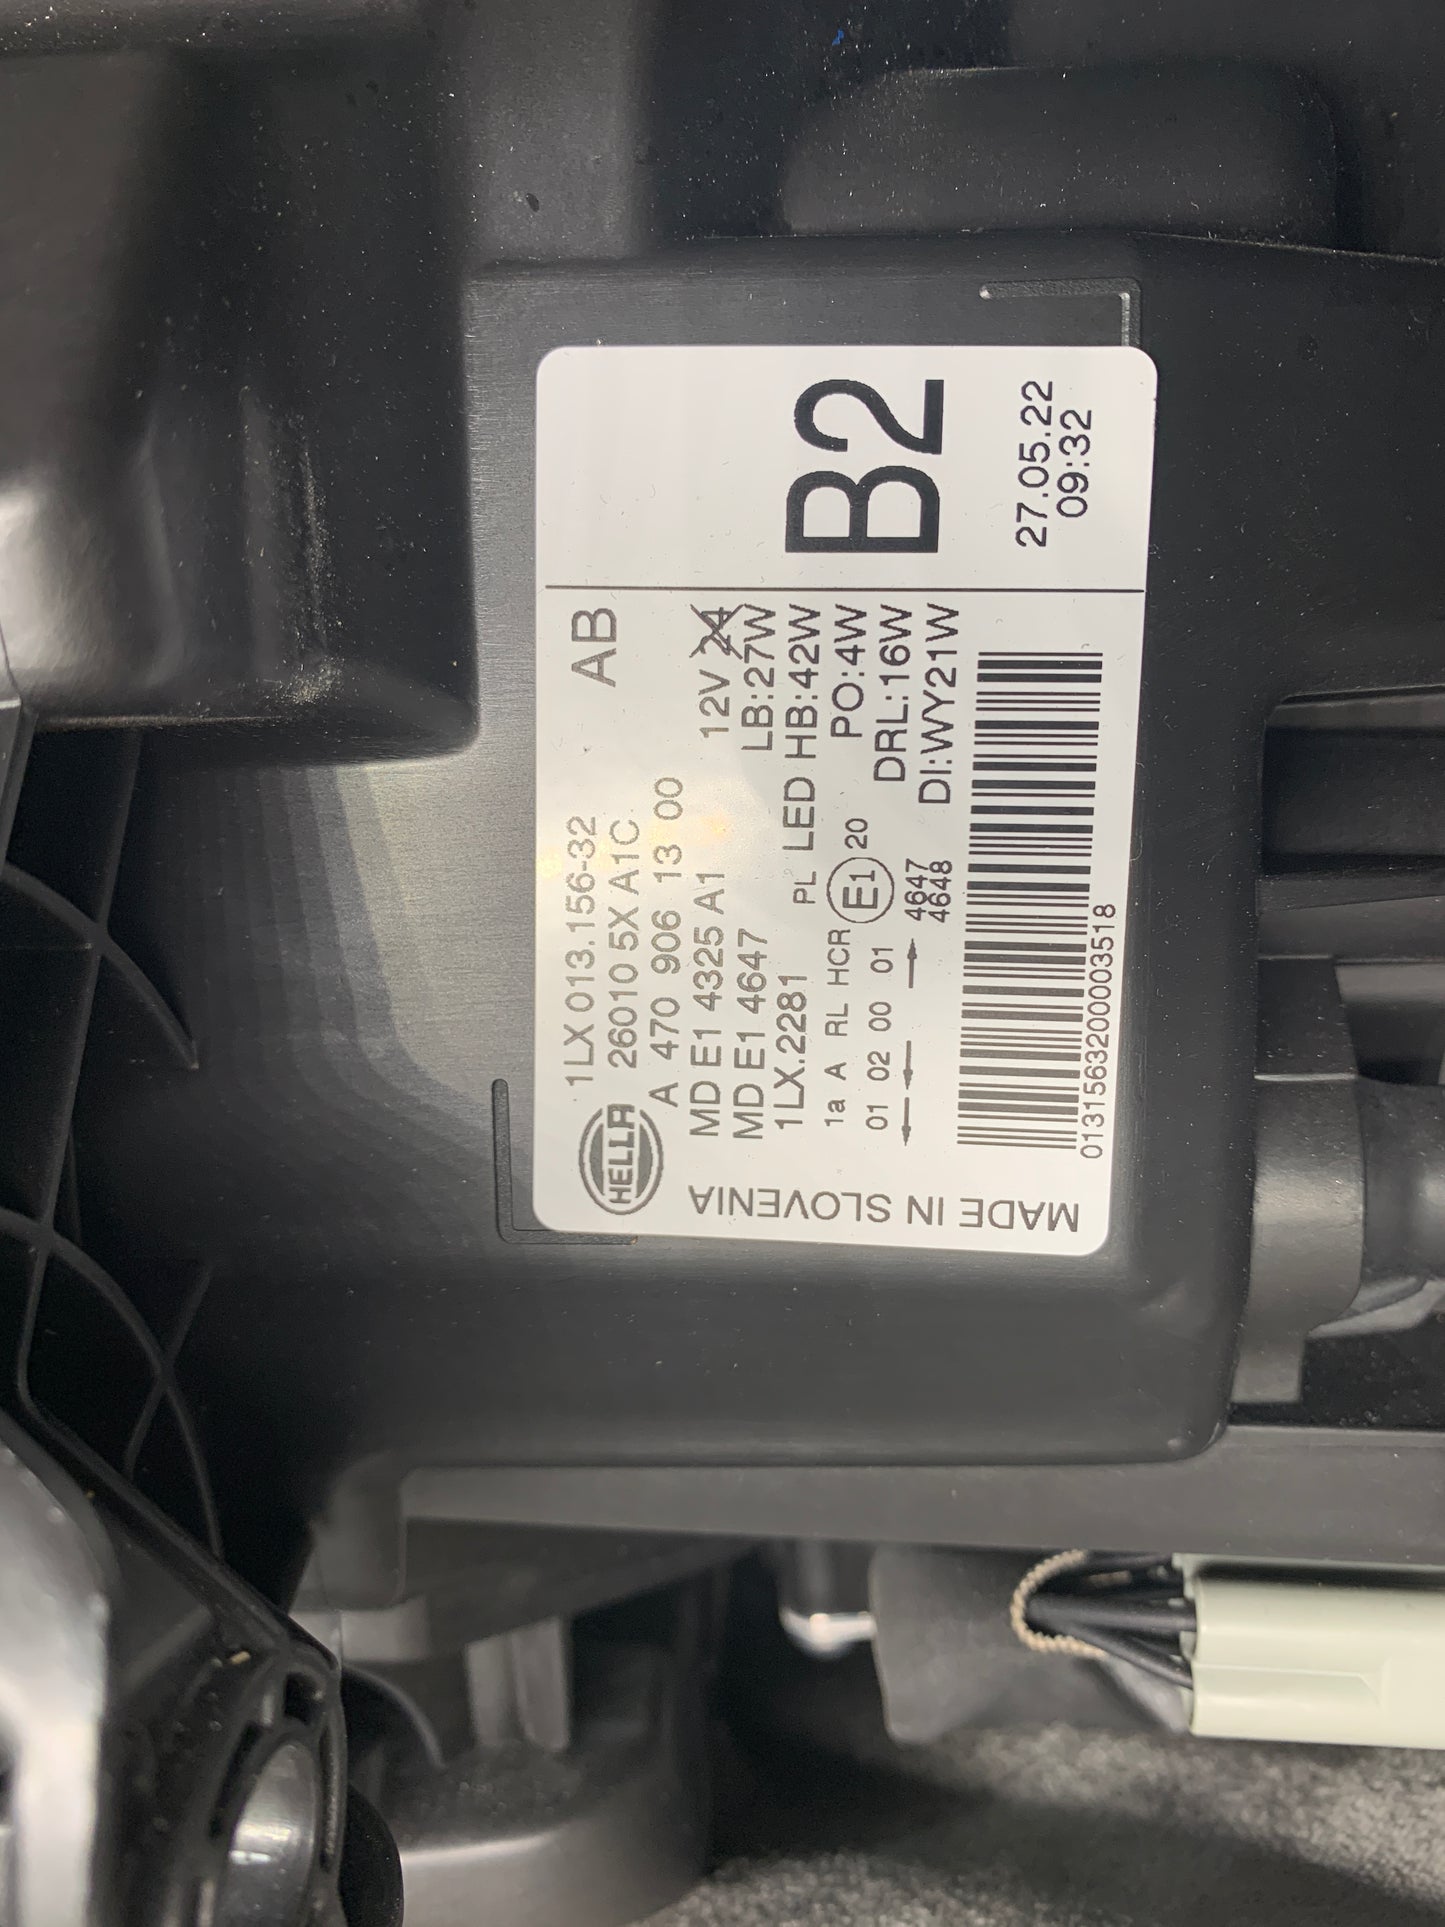 1LX 013.156-32
AB
HELLA
26010 5X A1C
A 470 906 13 00
MD E1 4325 A1
12V 24
MD E1 4647
LB:27W
1LX.2281
PL LED HB:42W
PO:4W
1a A RL HCR E1 20
DRL:16W
01 02 00 01
4647
4648
DI:WY21W
01315632000003518
MADE IN SLOVENIA
B2
27.05.22
09:32